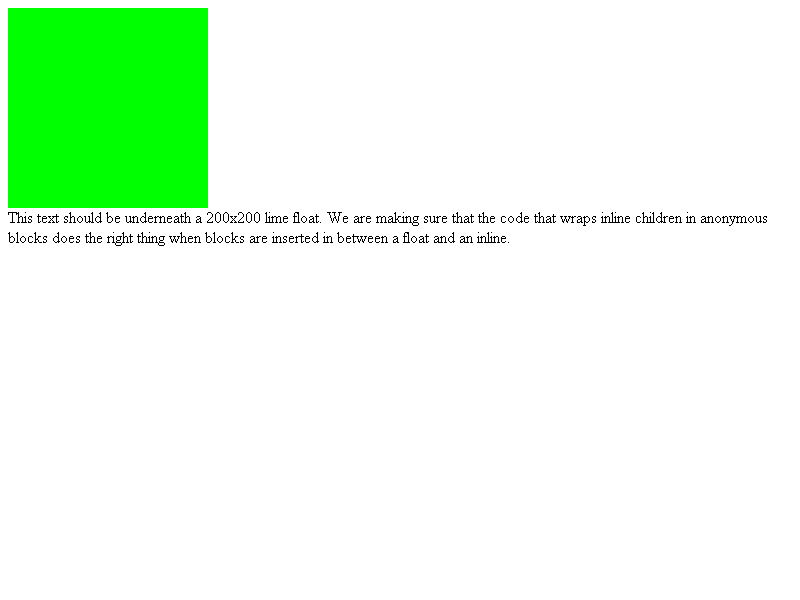 This text should be underneath a 200x200 lime float. We are making sure that the code that wraps inline children in anonymous
blocks does the right thing when blocks are inserted in between a float and an inline.